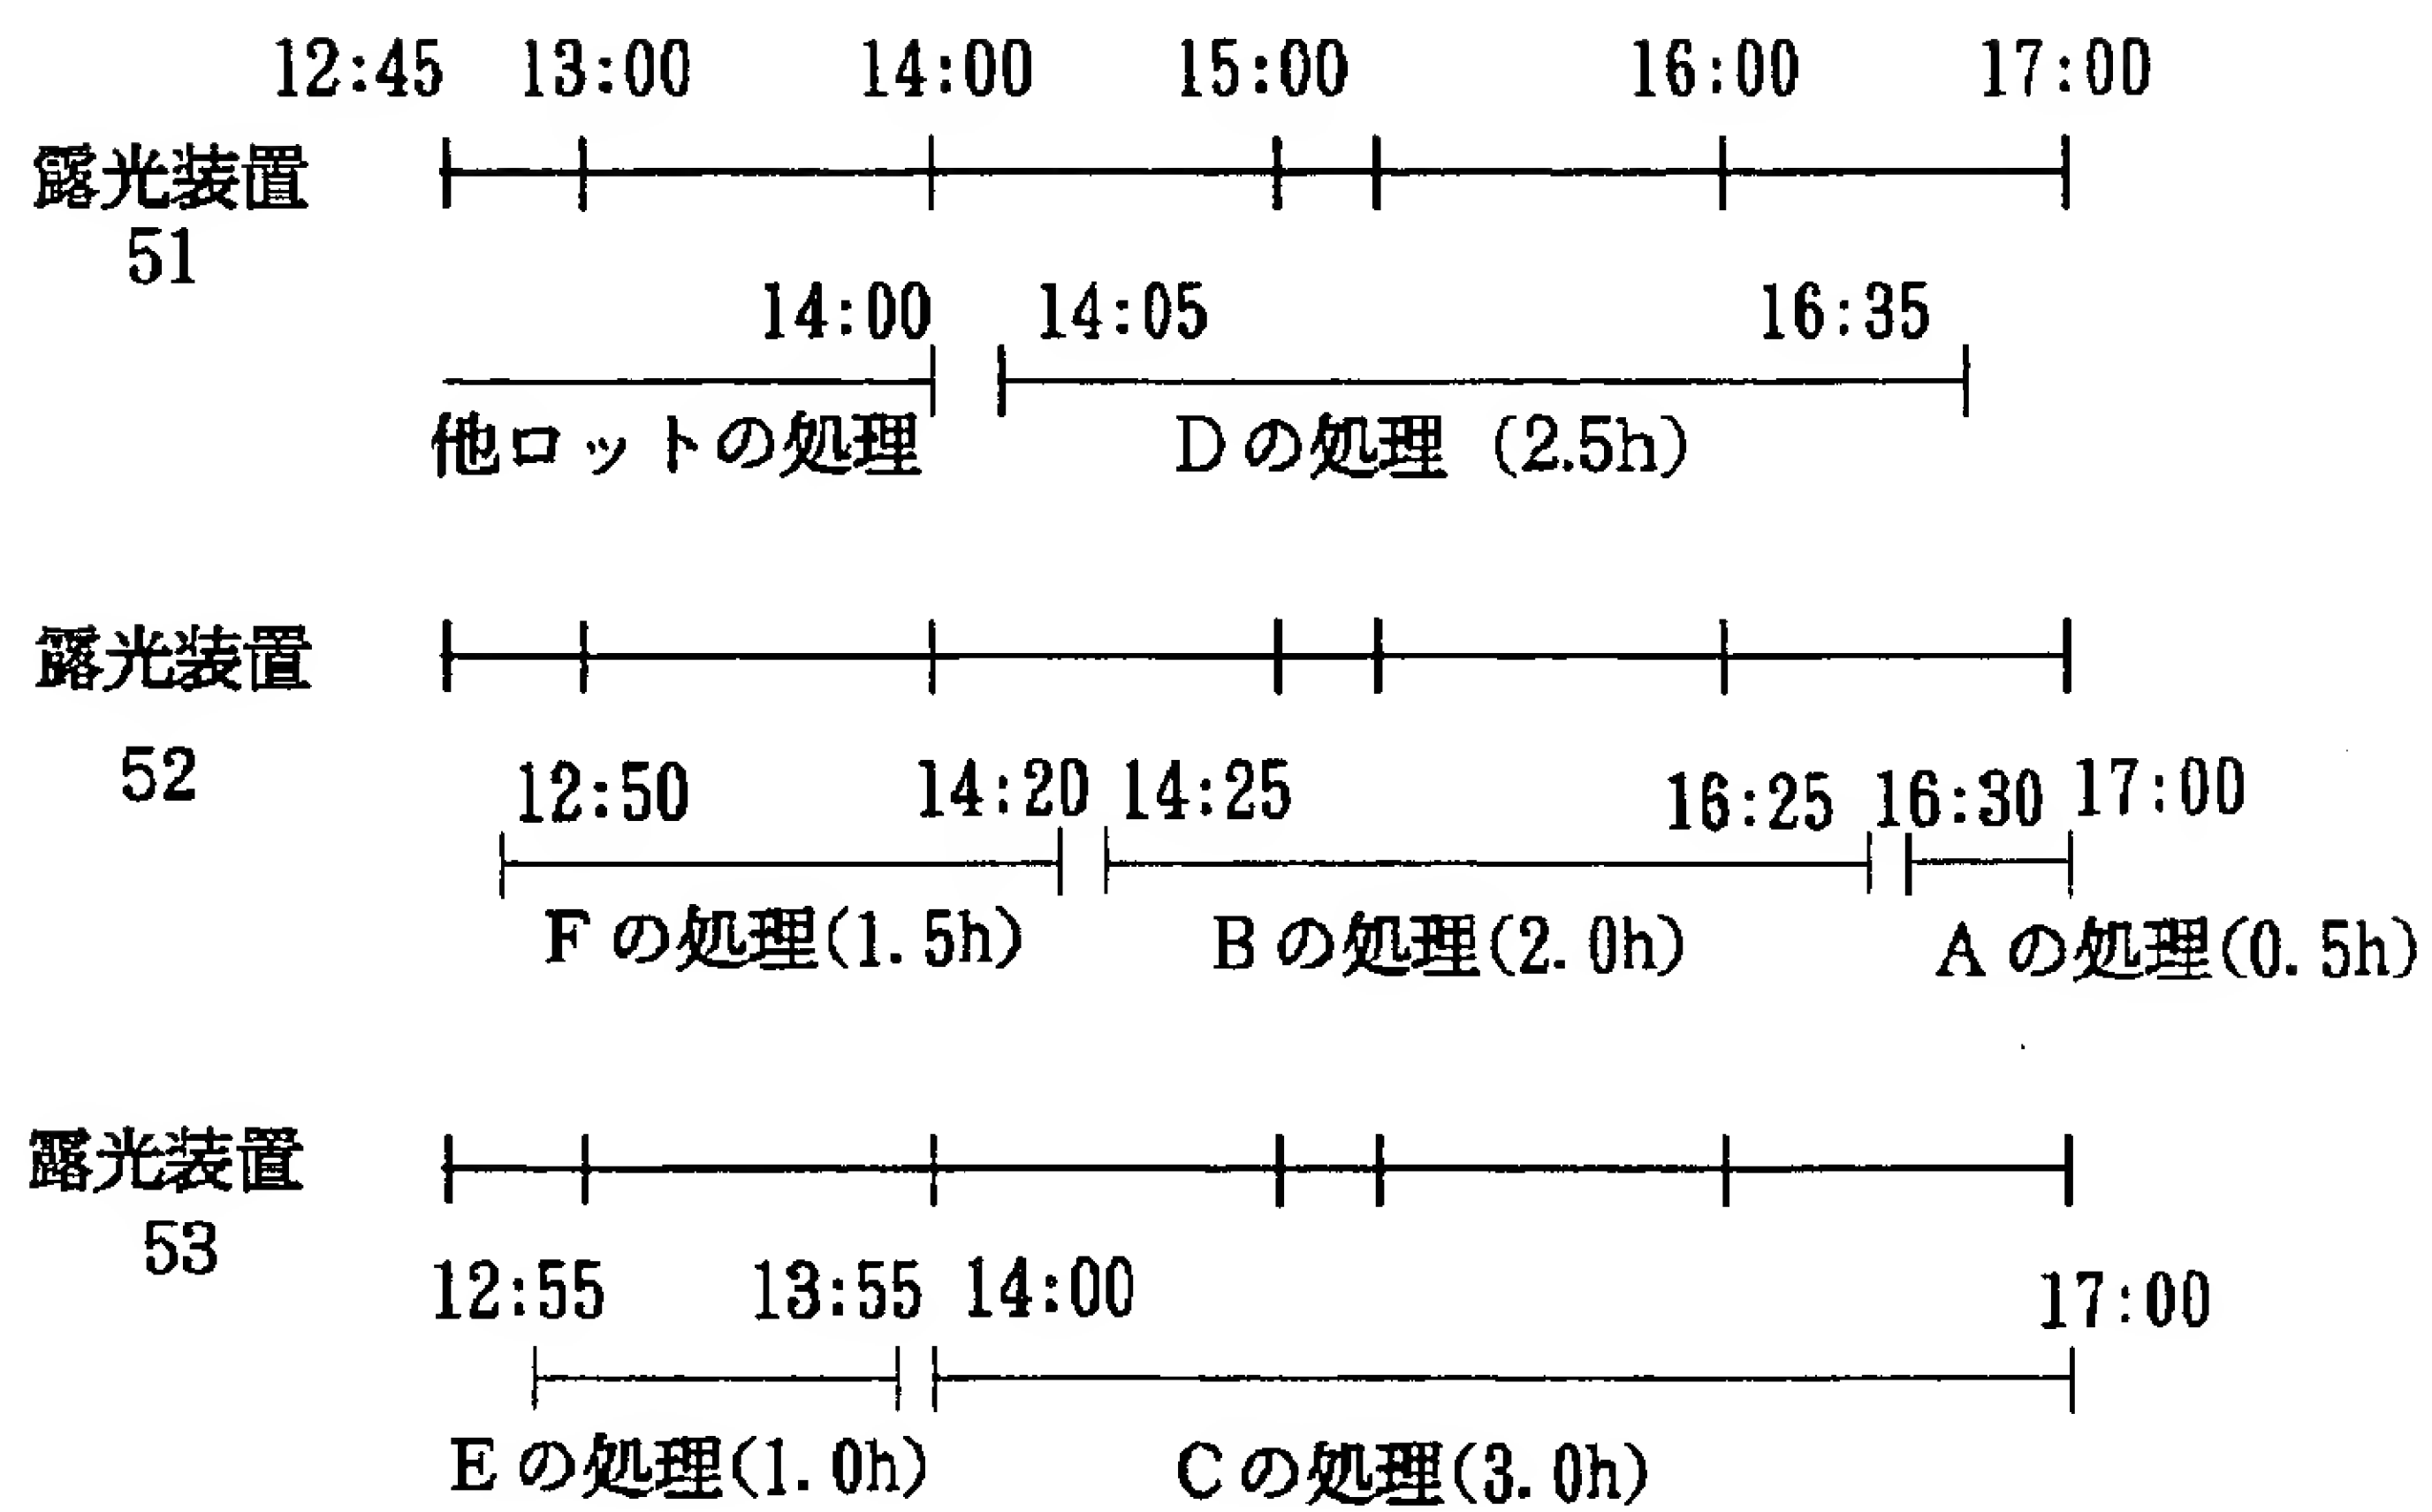 12:45 13:00 14:00 15:00 16:00 17:00
露光装置
51
14:00 14:05 16:35
他ロットの処理 Dの処理 (2.5h)
露光装置
52
12:50 14:20 14:25 16:25 16:30 17:00
Fの処理(1.5h) Bの処理(2.0h) Aの処理(0.5h)
露光装置
53
12:55 13:55 14:00 17:00
Eの処理(1.0h) Cの処理(3.0h)